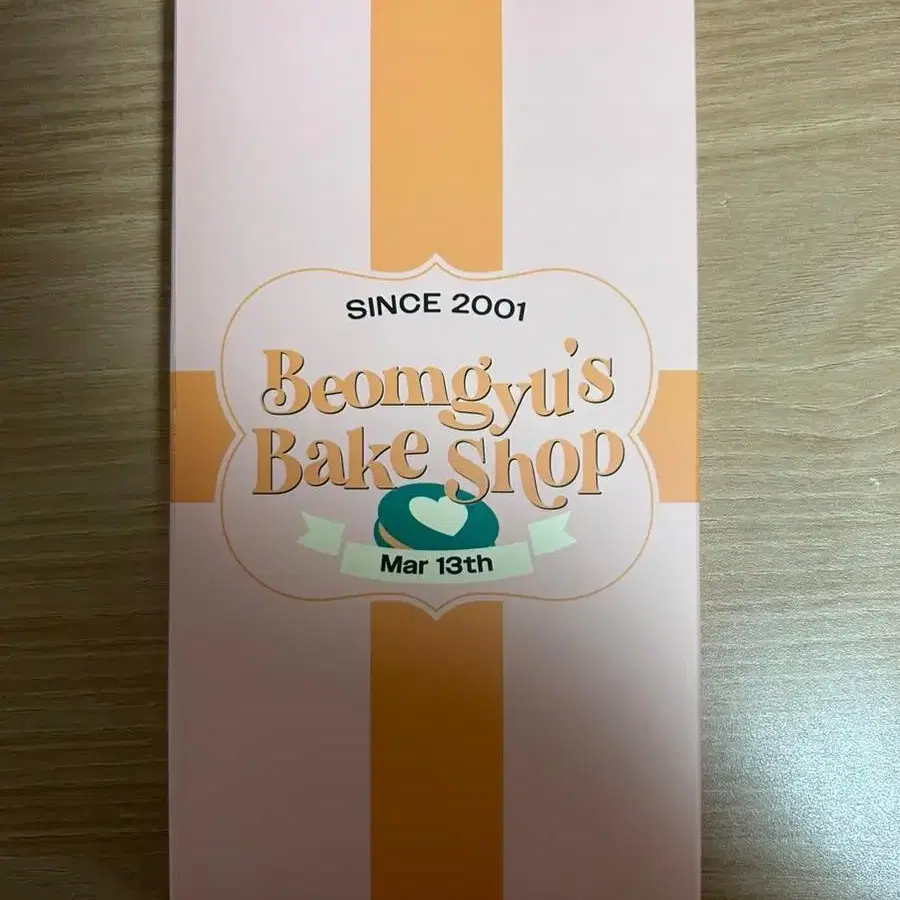 SINCE 2001
Beomgyu's
Bake Shop
Mar 13th